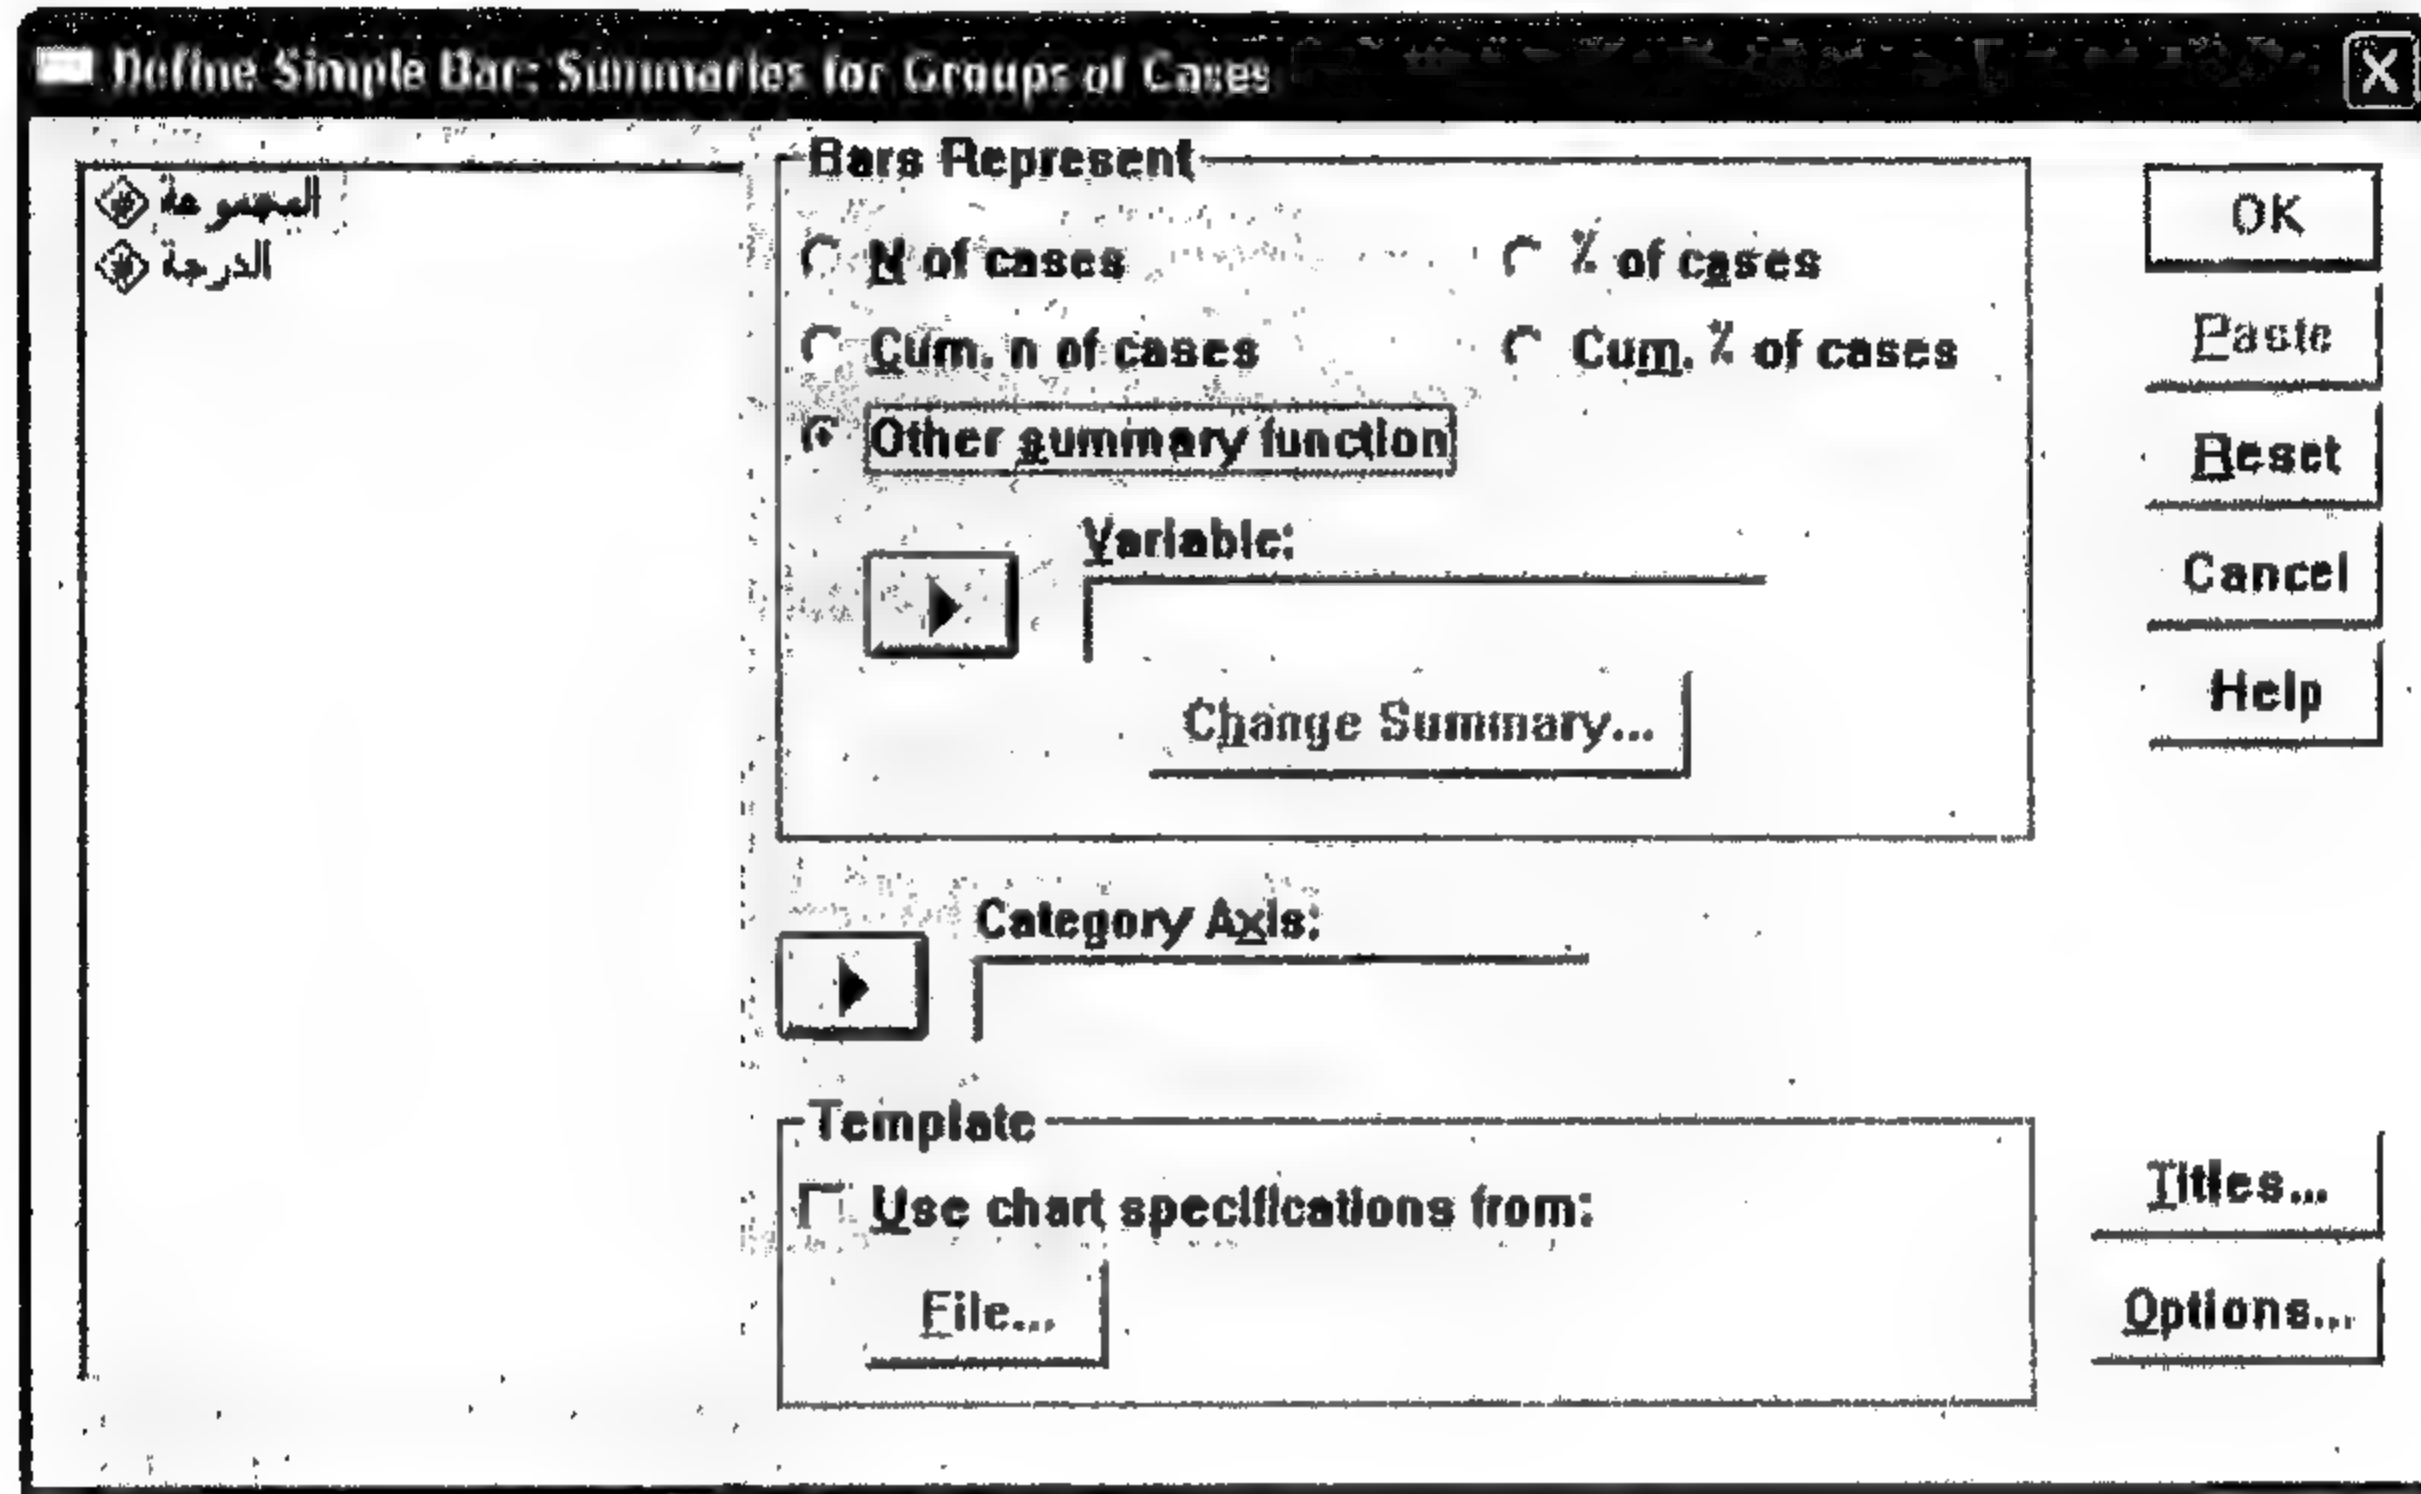 Define Simple Bar: Summaries for Groups of Cases
المجموعة
الدرجة
Bars Represent
N of cases
% of cases
Cum. n of cases
Cum. % of cases
Other summary function
Variable:
Change Summary...
Category Axis:
Template
Use chart specifications from:
File...
OK
Paste
Reset
Cancel
Help
Titles...
Options...